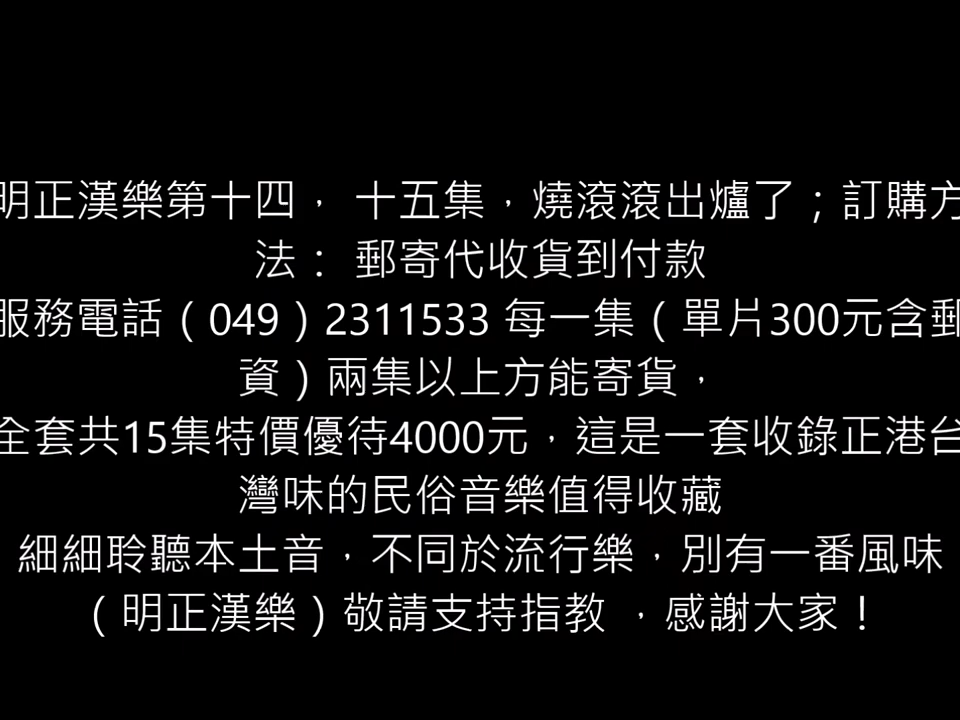 明正漢樂第十四， 十五集，燒滾滾出爐了；訂購方
法： 郵寄代收貨到付款
服務電話（049）2311533 每一集（單片300元含郵
資）兩集以上方能寄貨，
全套共15集特價優待4000元，這是一套收錄正港台
灣味的民俗音樂值得收藏
細細聆聽本土音，不同於流行樂，別有一番風味
（明正漢樂）敬請支持指教 ，感謝大家！